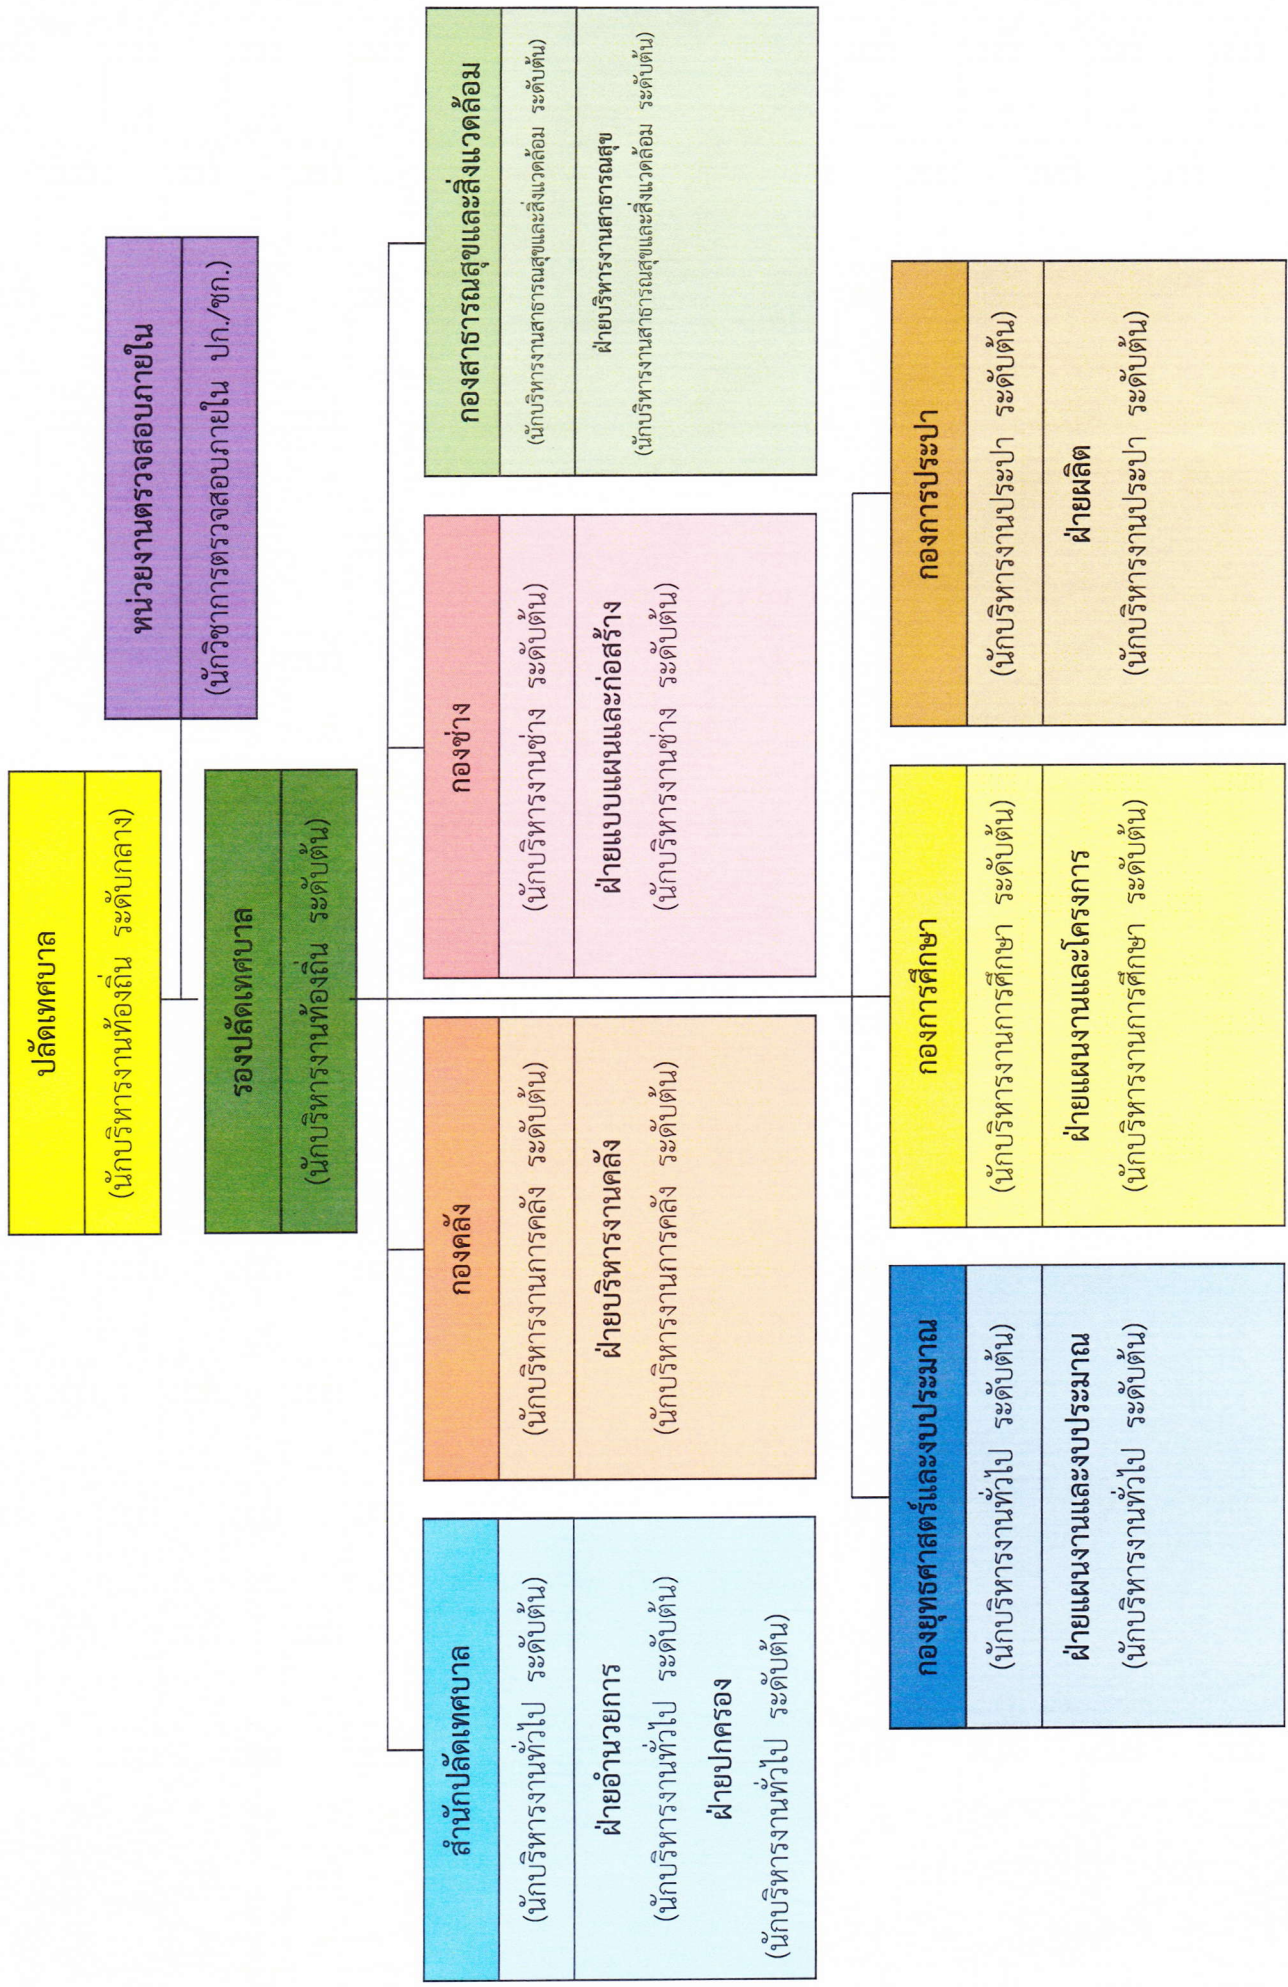 ปลัดเทศบาล
(นักบริหารงานท้องถิ่น ระดับกลาง)
หน่วยงานตรวจสอบภายใน
(นักวิชาการตรวจสอบภายใน ปก./ชก.)
รองปลัดเทศบาล
(นักบริหารงานท้องถิ่น ระดับต้น)
สำนักปลัดเทศบาล
(นักบริหารงานทั่วไป ระดับต้น)
ฝ่ายอำนวยการ
(นักบริหารงานทั่วไป ระดับต้น)
ฝ่ายปกครอง
(นักบริหารงานทั่วไป ระดับต้น)
กองคลัง
(นักบริหารงานการคลัง ระดับต้น)
ฝ่ายบริหารงานคลัง
(นักบริหารงานการคลัง ระดับต้น)
กองช่าง
(นักบริหารงานช่าง ระดับต้น)
ฝ่ายแบบแผนและก่อสร้าง
(นักบริหารงานช่าง ระดับต้น)
กองสาธารณสุขและสิ่งแวดล้อม
(นักบริหารงานสาธารณสุขและสิ่งแวดล้อม ระดับต้น)
ฝ่ายบริหารงานสาธารณสุข
(นักบริหารงานสาธารณสุขและสิ่งแวดล้อม ระดับต้น)
กองยุทธศาสตร์และงบประมาณ
(นักบริหารงานทั่วไป ระดับต้น)
ฝ่ายแผนงานและงบประมาณ
(นักบริหารงานทั่วไป ระดับต้น)
กองการศึกษา
(นักบริหารงานการศึกษา ระดับต้น)
ฝ่ายแผนงานและโครงการ
(นักบริหารงานการศึกษา ระดับต้น)
กองการประปา
(นักบริหารงานประปา ระดับต้น)
ฝ่ายผลิต
(นักบริหารงานประปา ระดับต้น)